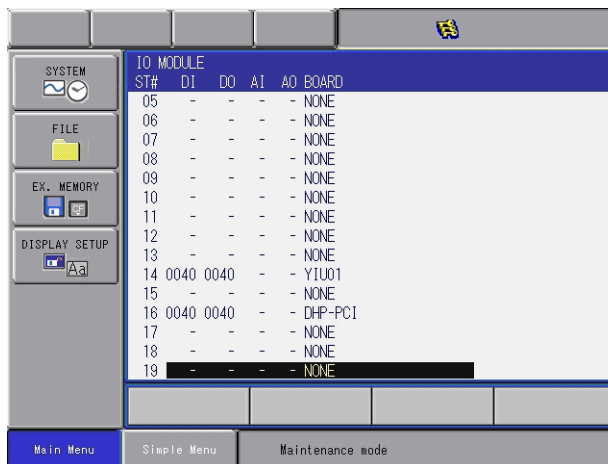 SYSTEM
FILE
EX. MEMORY
CF
DISPLAY SETUP
Aa
IO MODULE
ST# DI DO AI AO BOARD
05 - - - - NONE
06 - - - - NONE
07 - - - - NONE
08 - - - - NONE
09 - - - - NONE
10 - - - - NONE
11 - - - - NONE
12 - - - - NONE
13 - - - - NONE
14 0040 0040 - - YIU01
15 - - - - NONE
16 0040 0040 - - DHP-PCI
17 - - - - NONE
18 - - - - NONE
19 - - - - NONE
Main Menu
Simple Menu
Maintenance mode